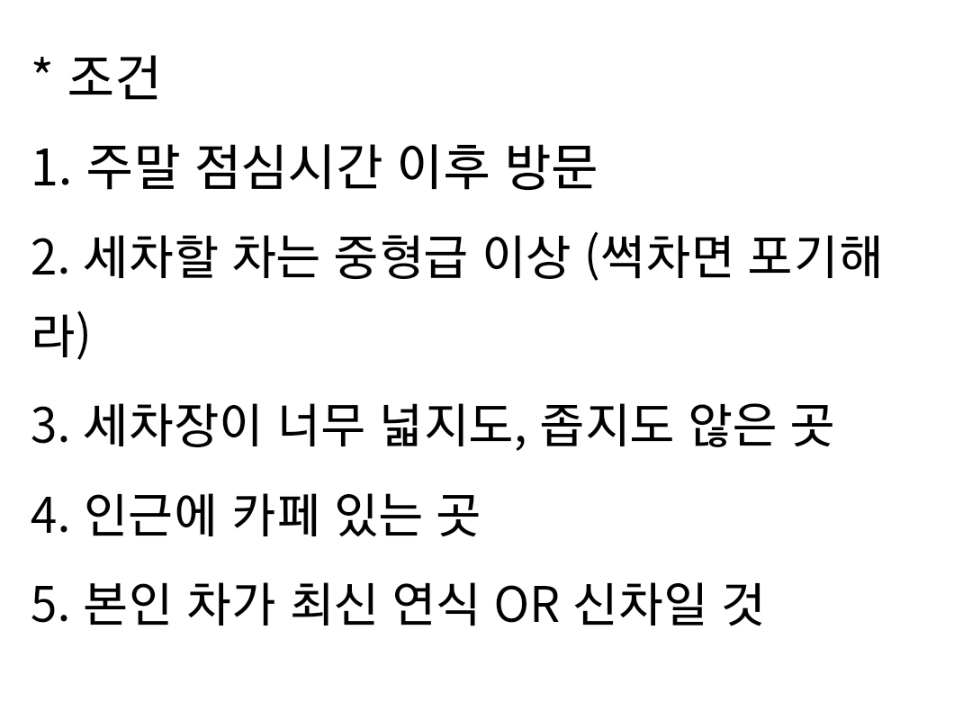 * 조건
1. 주말 점심시간 이후 방문
2. 세차할 차는 중형급 이상 (썩차면 포기해
라)
3. 세차장이 너무 넓지도, 좁지도 않은 곳
4. 인근에 카페 있는 곳
5. 본인 차가 최신 연식 OR 신차일 것